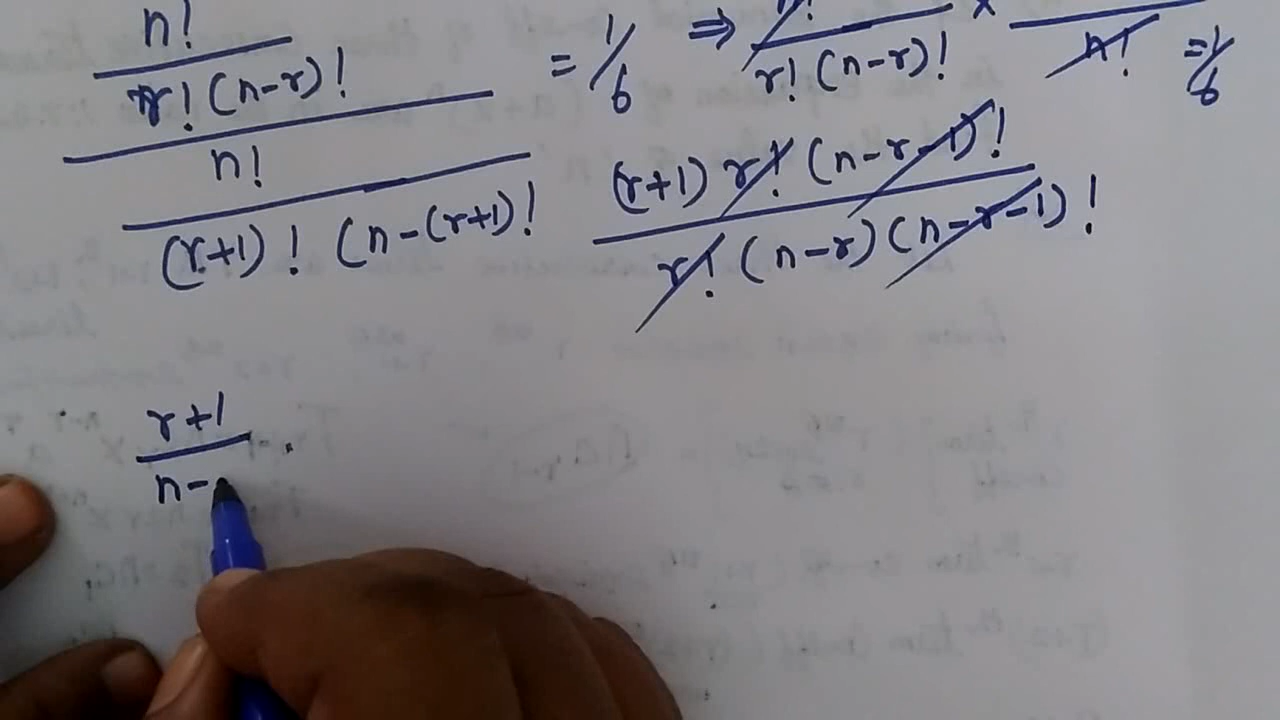 n!
r! (n-r)!
n!
(r+1)! (n-(r+1)!
= 1/6 ⇒ n!
r! (n-r)! ×
n! = 1/6
(r+1) r! (n-r-1)!
r! (n-r) (n-r-1)!
r+1
n-